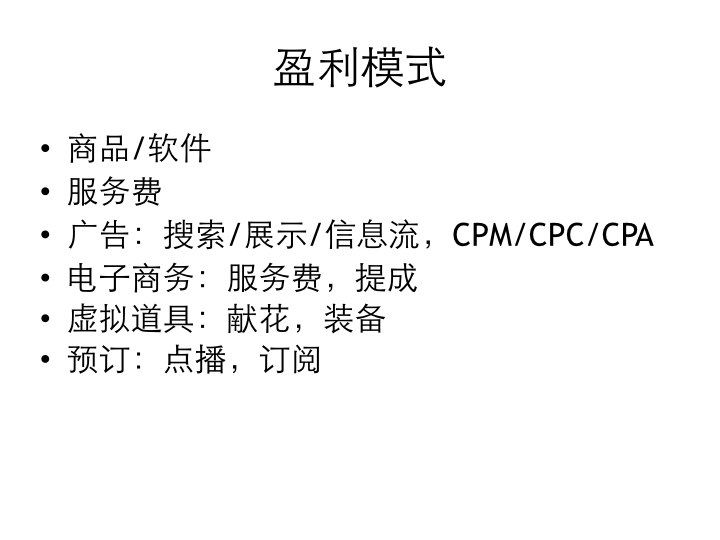 盈利模式
• 商品/软件
• 服务费
• 广告：搜索/展示/信息流，CPM/CPC/CPA
• 电子商务：服务费，提成
• 虚拟道具：献花，装备
• 预订：点播，订阅